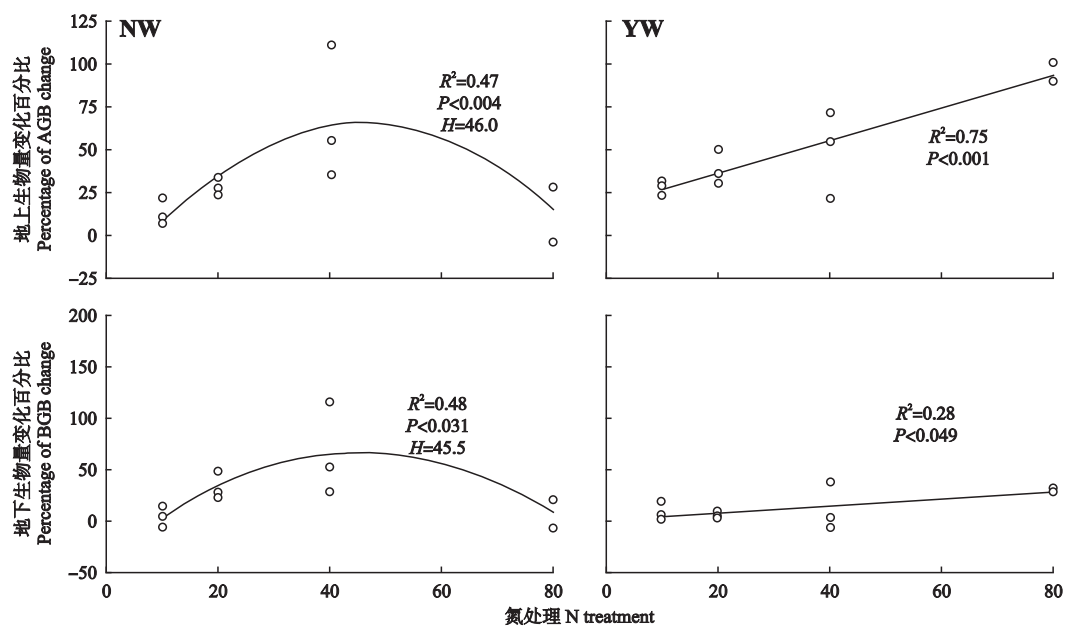 NW
YW
125
100
75
50
25
0
–25
地上生物量变化百分比
Percentage of AGB change
R²=0.47
P<0.004
H=46.0
R²=0.75
P<0.001
200
150
100
50
0
–50
地下生物量变化百分比
Percentage of BGB change
R²=0.48
P<0.031
H=45.5
R²=0.28
P<0.049
0 20 40 60 80 0 20 40 60 80
氮处理 N treatment